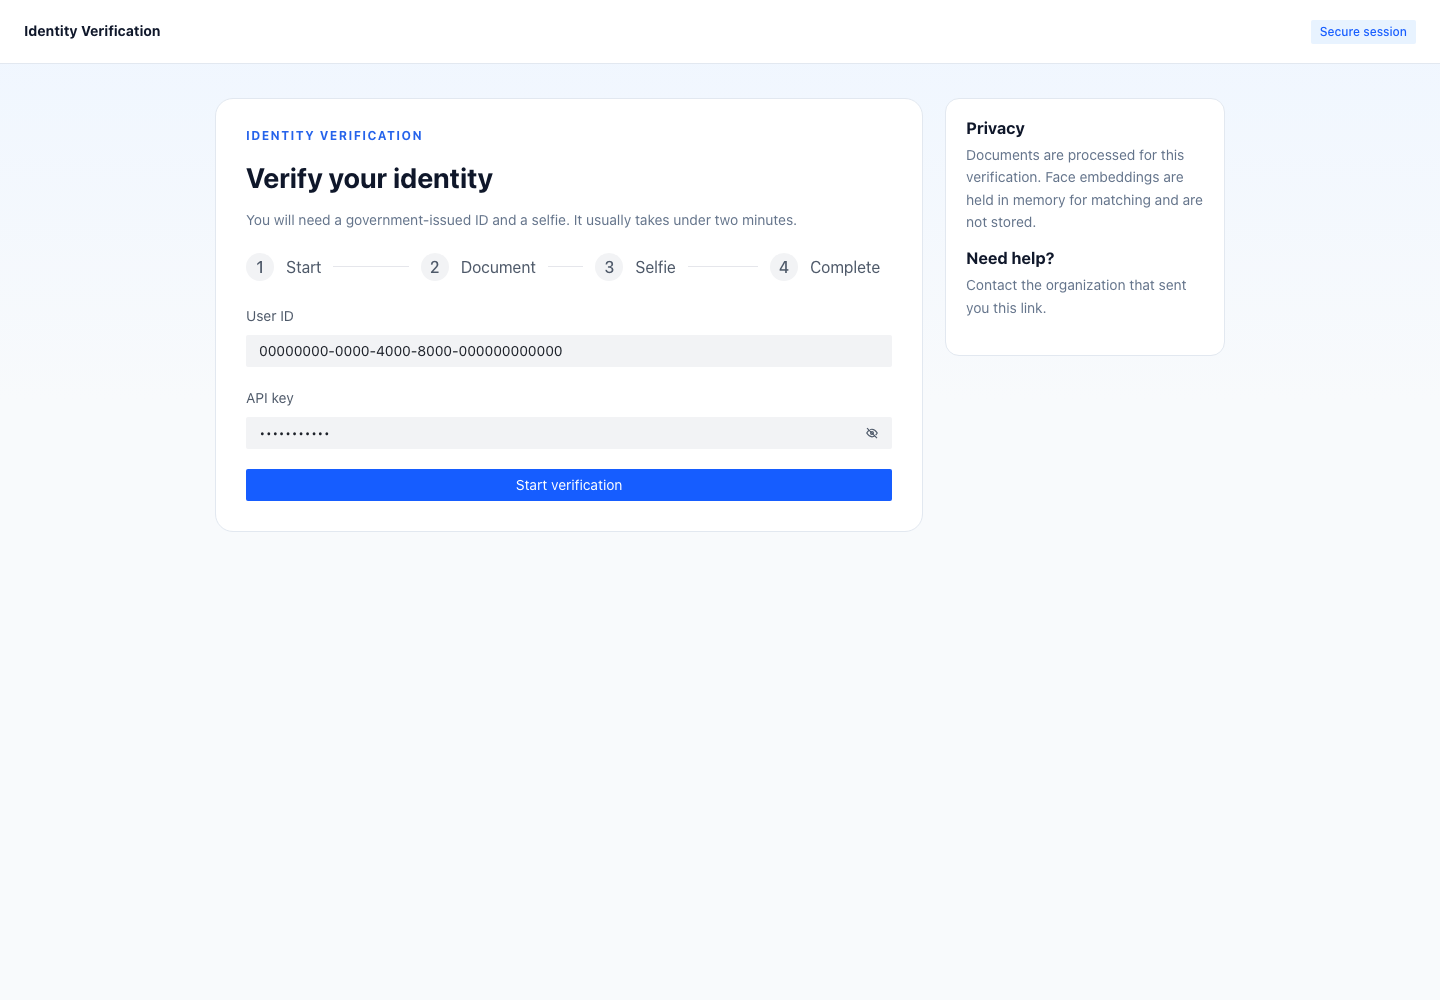 Identity Verification
Secure session
IDENTITY VERIFICATION
Verify your identity
You will need a government-issued ID and a selfie. It usually takes under two minutes.
1 Start 2 Document 3 Selfie 4 Complete
User ID
00000000-0000-4000-8000-000000000000
API key
•••••••••••
Start verification
Privacy
Documents are processed for this
verification. Face embeddings are
held in memory for matching and are
not stored.
Need help?
Contact the organization that sent
you this link.